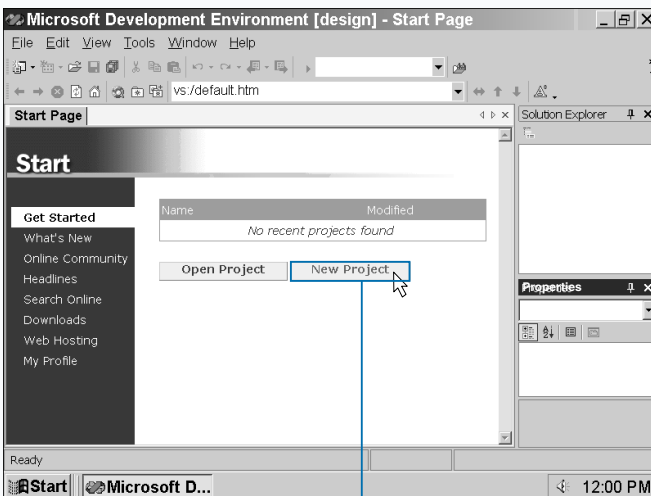 Microsoft Development Environment [design] - Start Page
File Edit View Tools Window Help
vs:/default.htm
Start Page
Solution Explorer
Start
Get Started
What's New
Online Community
Headlines
Search Online
Downloads
Web Hosting
My Profile
Name Modified
No recent projects found
Open Project New Project
Properties
Ready
Start Microsoft D... 12:00 PM